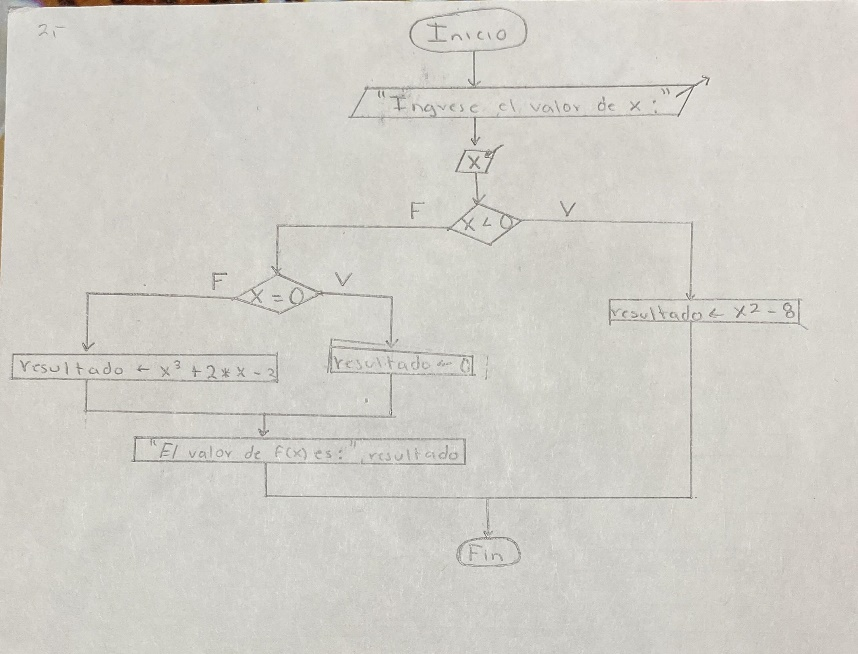 2,-
Inicio
"Ingrese el valor de x:"
x
F
x < 0
V
F
x = 0
V
resultado ← x2 - 8
resultado ← x³ + 2 * x - 2
resultado ← 0
"El valor de f(x) es:", resultado
Fin